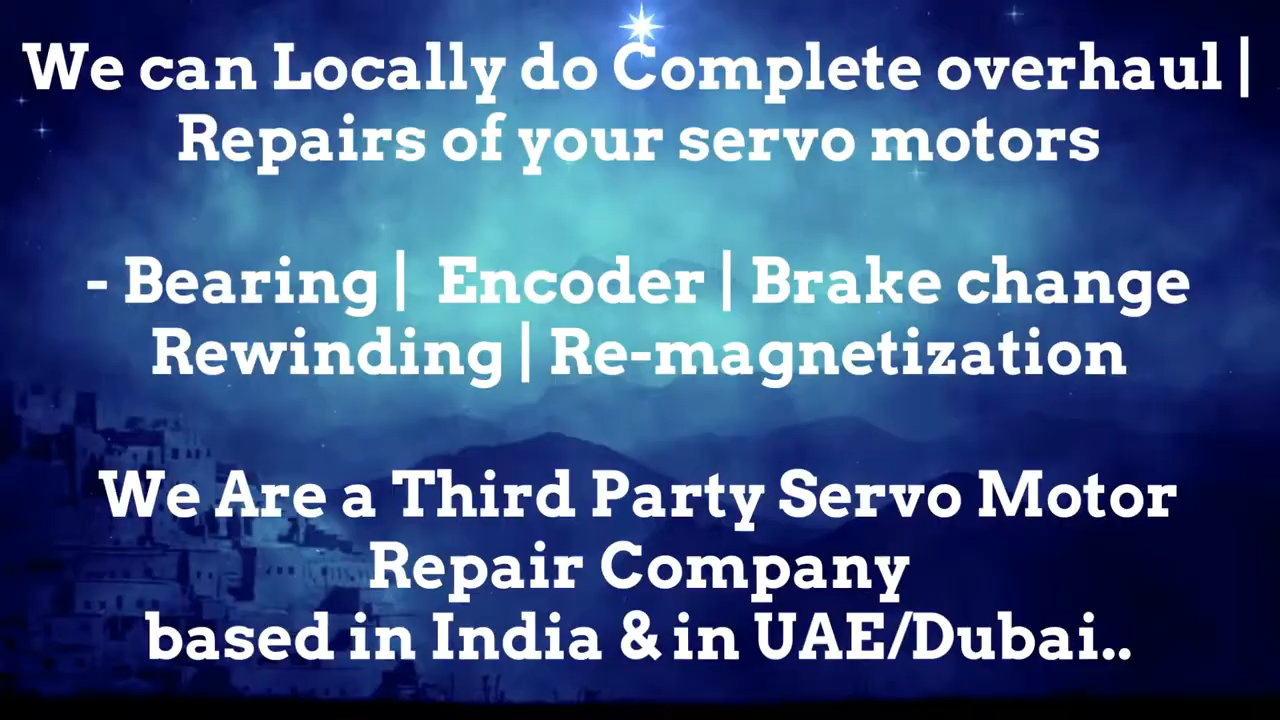 We can Locally do Complete overhaul |
Repairs of your servo motors
- Bearing | Encoder | Brake change
Rewinding | Re-magnetization
We Are a Third Party Servo Motor
Repair Company
based in India & in UAE/Dubai..